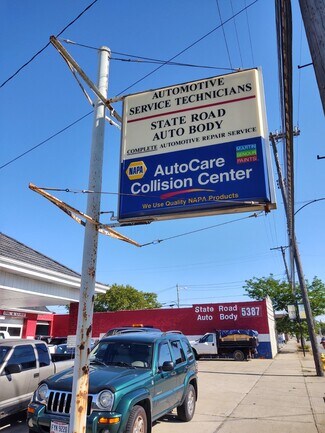 AUTOMOTIVE
SERVICE TECHNICIANS
STATE ROAD
AUTO BODY
COMPLETE AUTOMOTIVE REPAIR SERVICE
NAPA
AutoCare
Collision Center
We Use Quality NAPA Products
State Road 5387
Auto Body